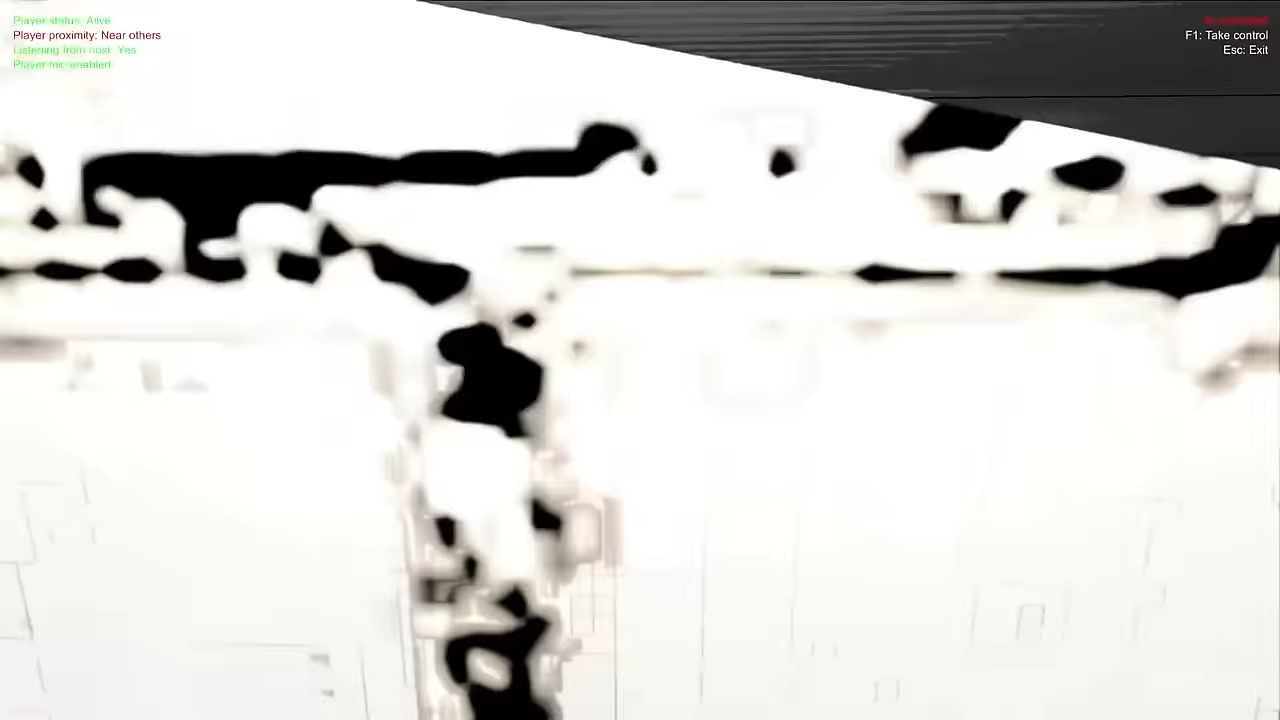 Player status: Alive
Player proximity: Near others
Listening from host: Yes
Player mic enabled
F1: Take control
Esc: Exit